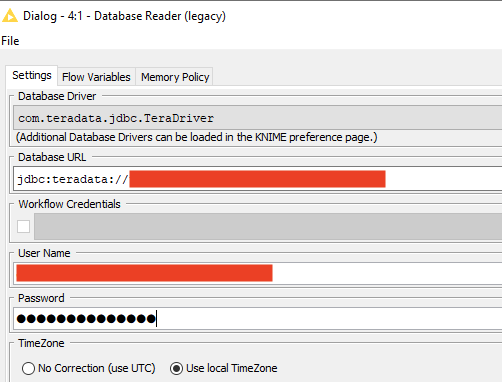 Dialog - 4:1 - Database Reader (legacy)
File
Settings Flow Variables Memory Policy
Database Driver
com.teradata.jdbc.TeraDriver
(Additional Database Drivers can be loaded in the KNIME preference page.)
Database URL
jdbc:teradata://
Workflow Credentials
User Name
Password
●●●●●●●●●●●●●●
TimeZone
No Correction (use UTC) Use local TimeZone